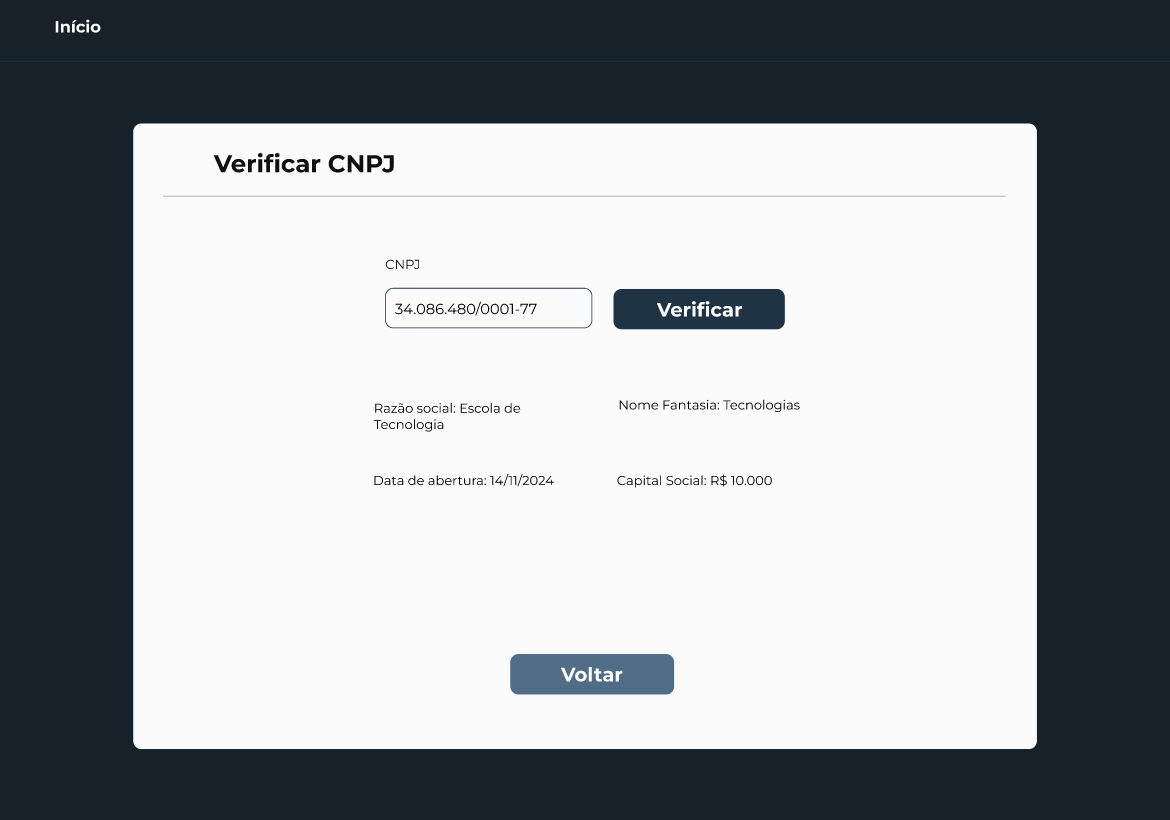 Início
Verificar CNPJ
CNPJ
34.086.480/0001-77
Verificar
Razão social: Escola de
Tecnologia
Nome Fantasia: Tecnologias
Data de abertura: 14/11/2024
Capital Social: R$ 10.000
Voltar